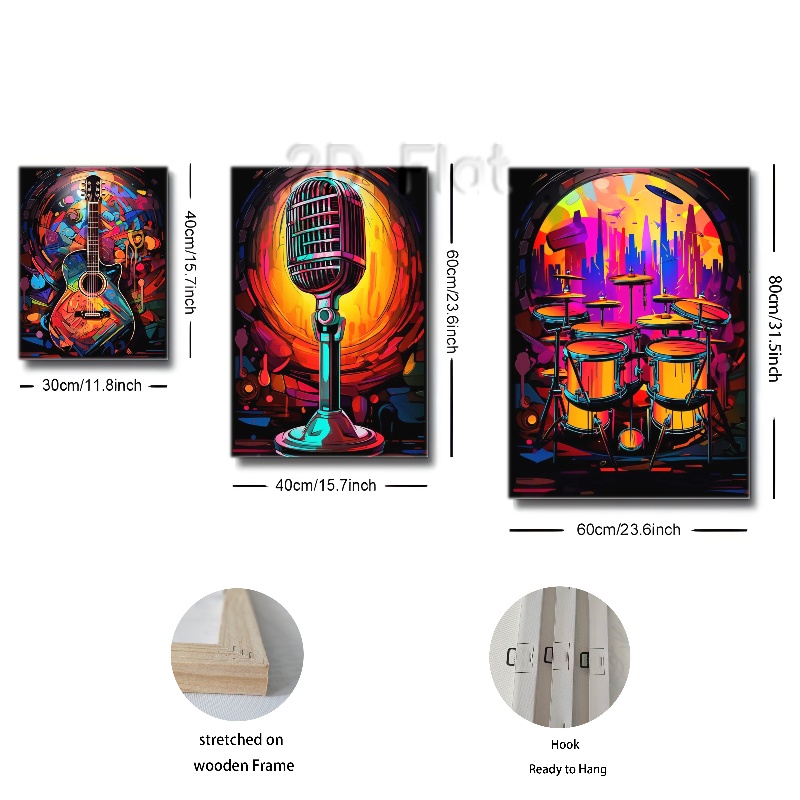 2D Flat
40cm/15.7inch
30cm/11.8inch
60cm/23.6inch
40cm/15.7inch
80cm/31.5inch
60cm/23.6inch
stretched on
wooden Frame
Hook
Ready to Hang